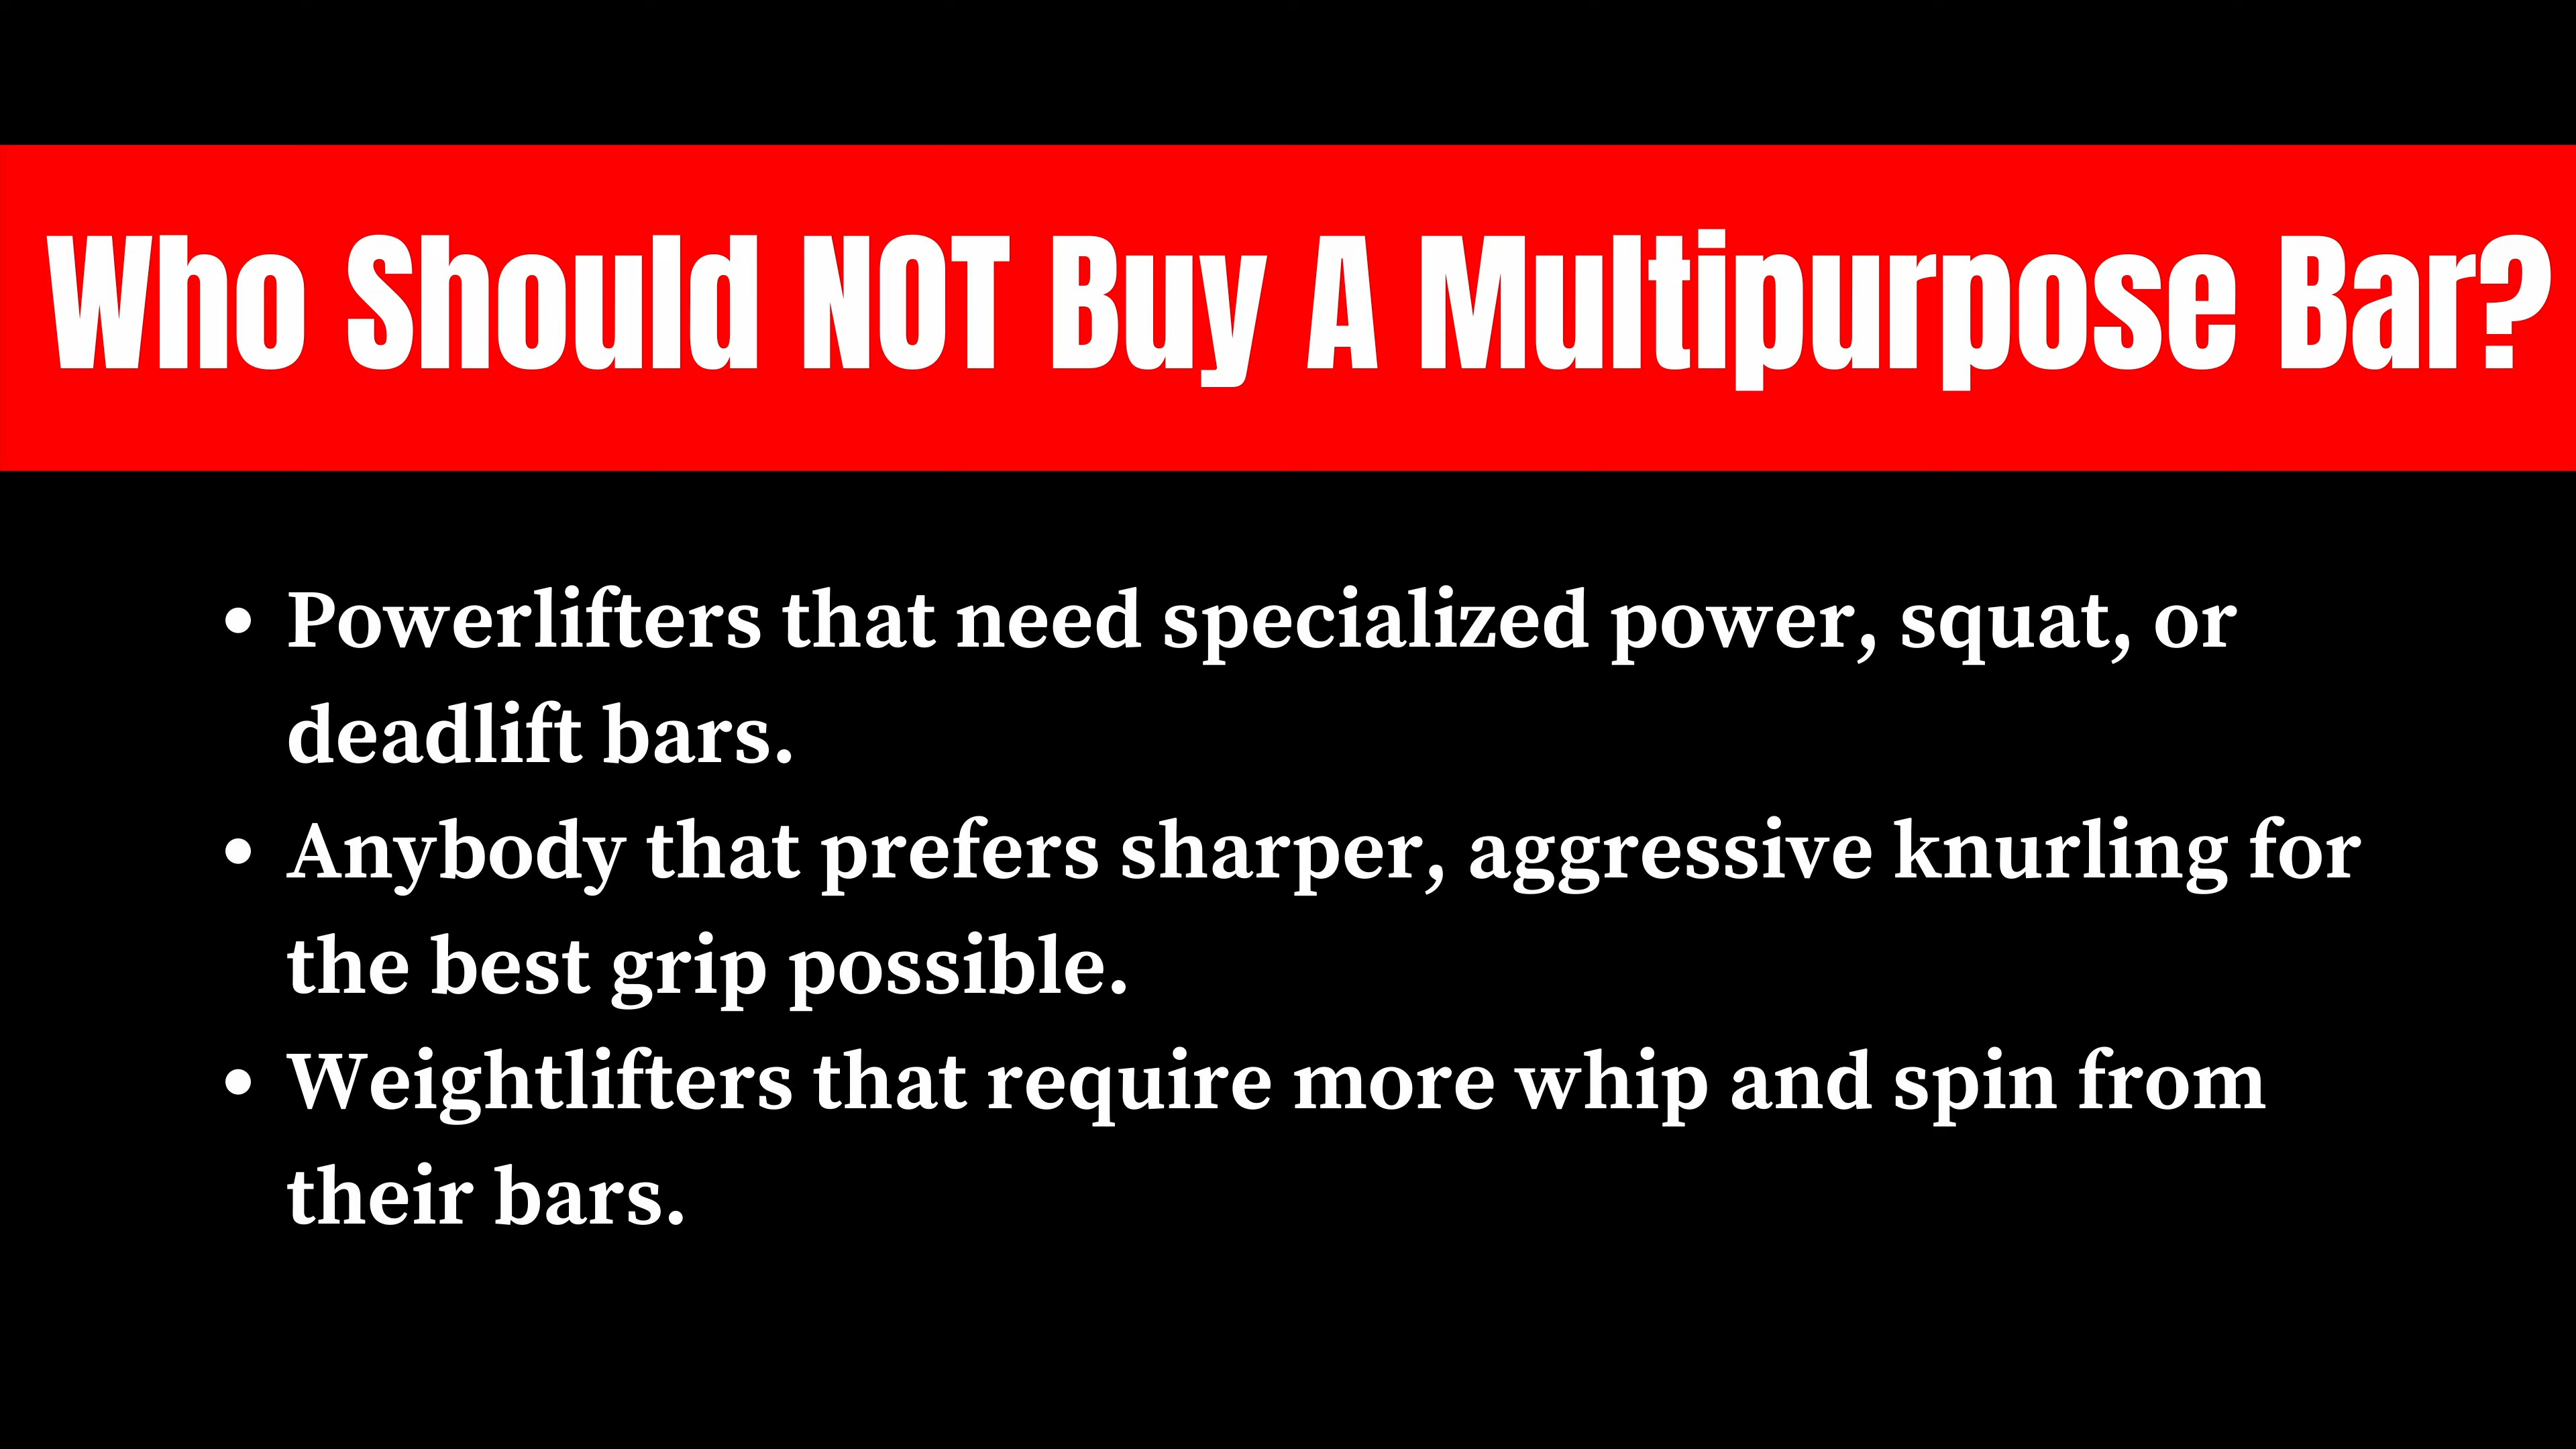 Who Should NOT Buy A Multipurpose Bar?
• Powerlifters that need specialized power, squat, or
deadlift bars.
• Anybody that prefers sharper, aggressive knurling for
the best grip possible.
• Weightlifters that require more whip and spin from
their bars.